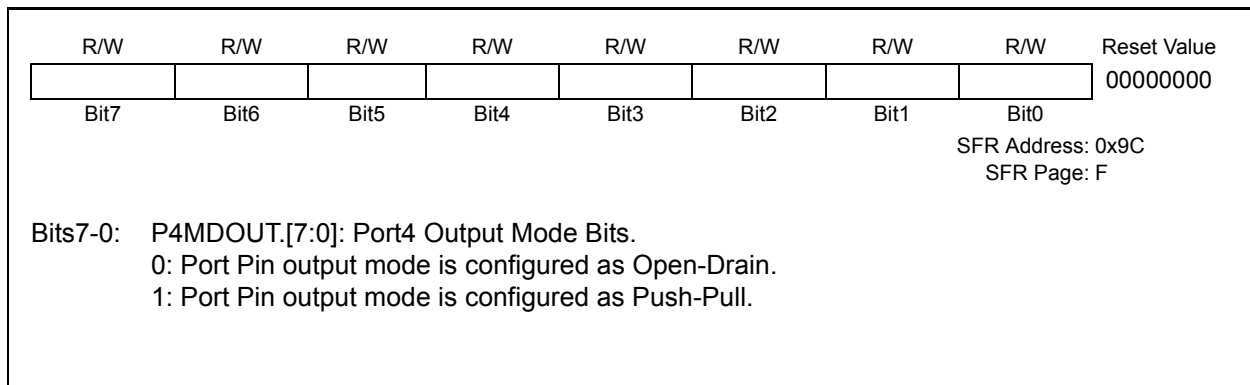 R/W R/W R/W R/W R/W R/W R/W R/W Reset Value
00000000
Bit7 Bit6 Bit5 Bit4 Bit3 Bit2 Bit1 Bit0
SFR Address: 0x9C
SFR Page: F
Bits7-0: P4MDOUT.[7:0]: Port4 Output Mode Bits.
0: Port Pin output mode is configured as Open-Drain.
1: Port Pin output mode is configured as Push-Pull.